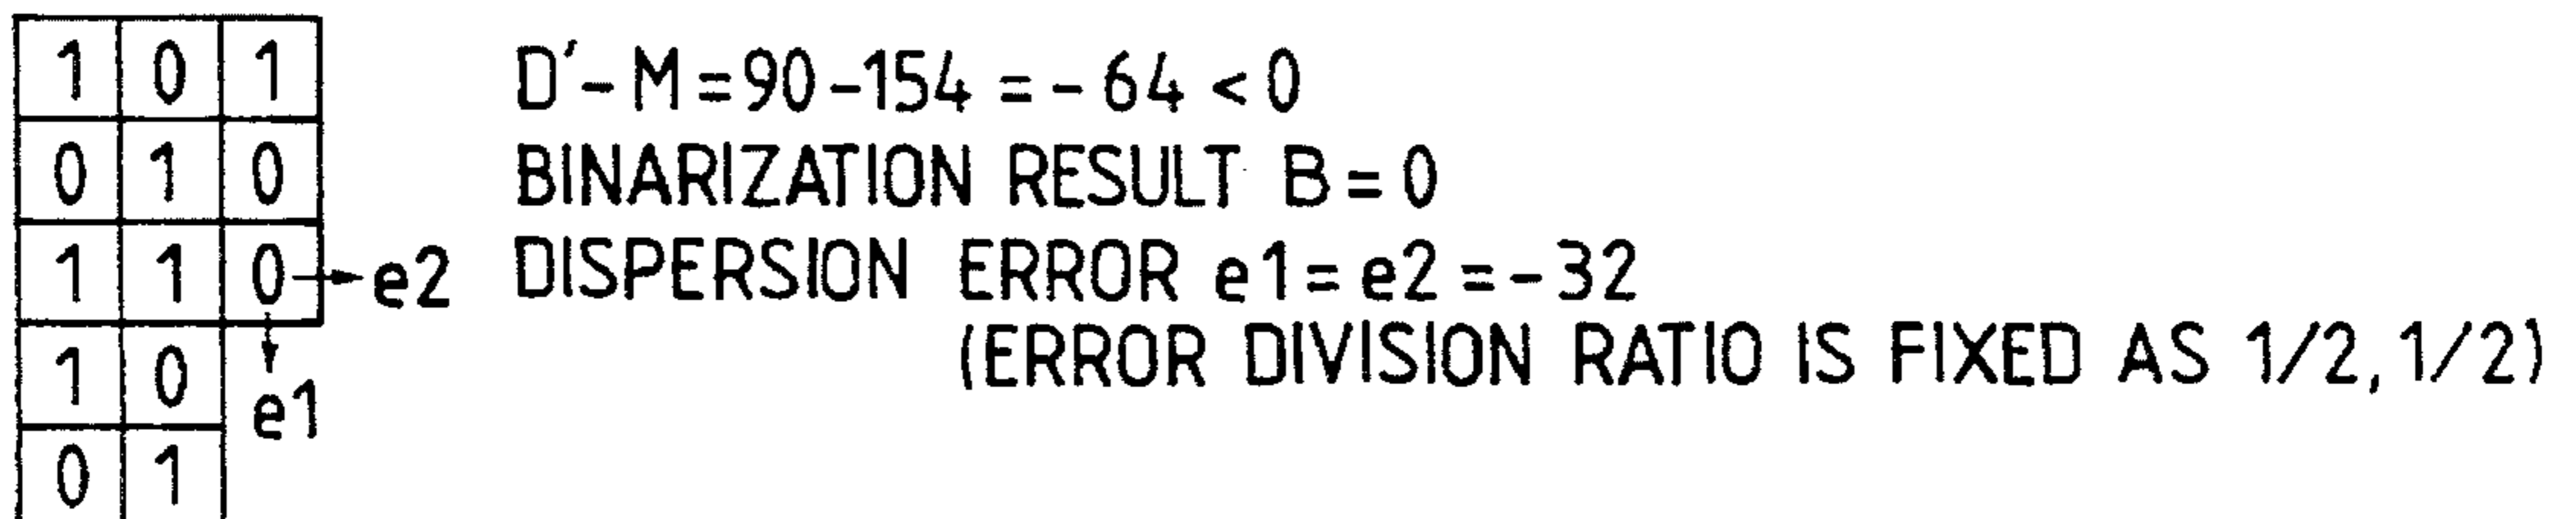 1 0 1
0 1 0
1 1 0 e2
1 0
e1
0 1
D′- M = 90 -154 = - 64 < 0
BINARIZATION RESULT B = 0
DISPERSION ERROR e1 = e2 = - 32
(ERROR DIVISION RATIO IS FIXED AS 1/2, 1/2)